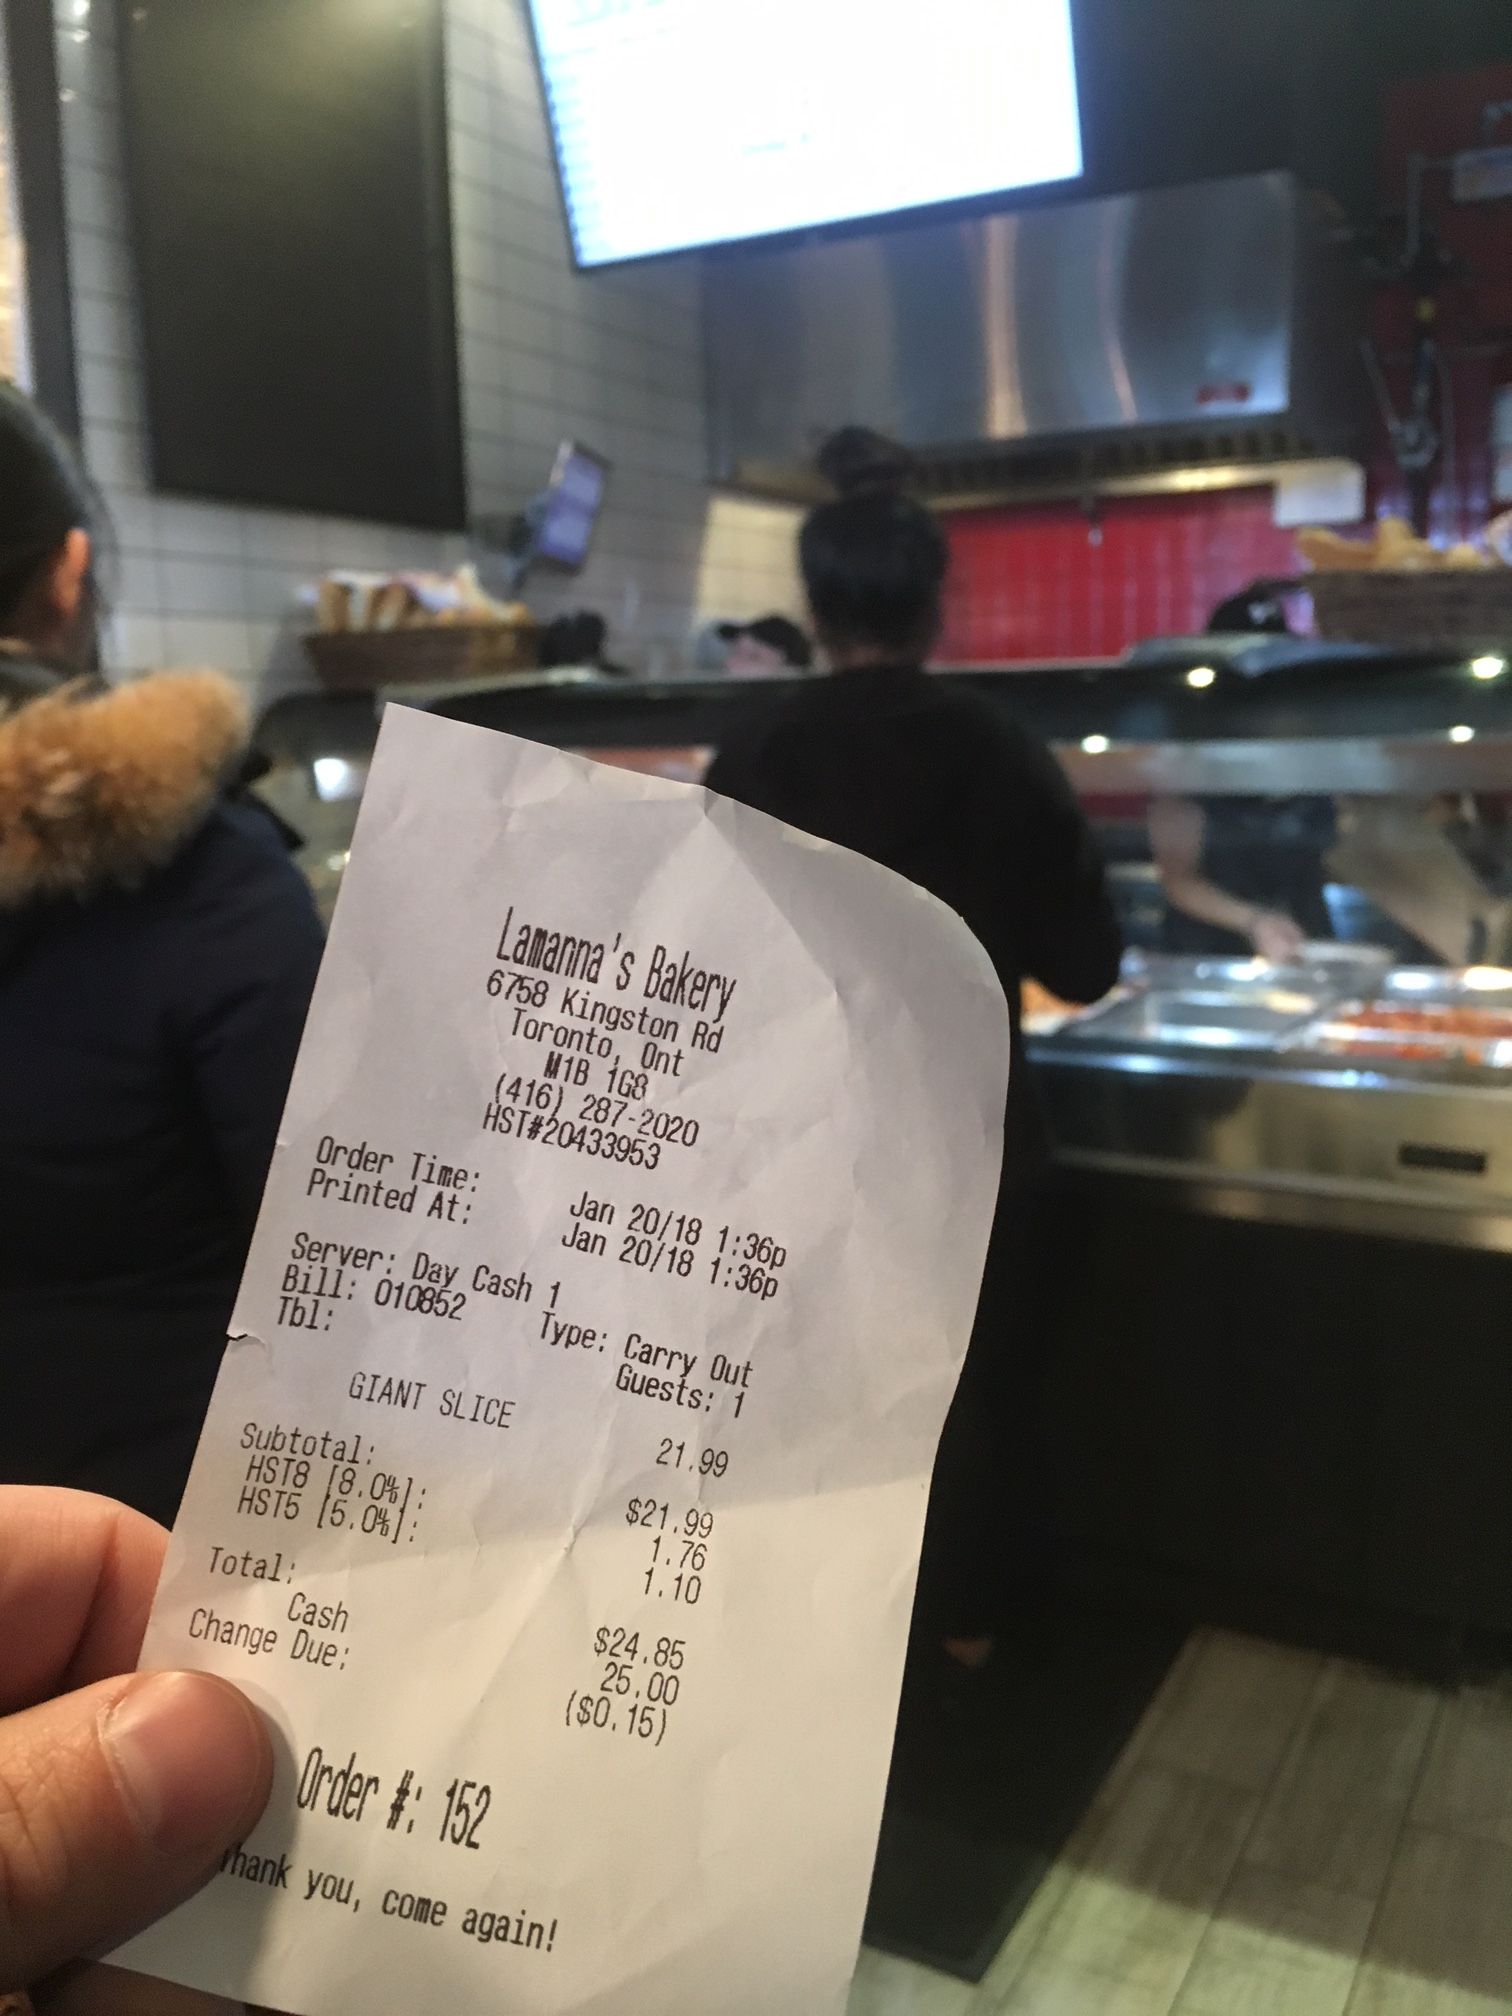 Lamanna's Bakery
6758 Kingston Rd
Toronto, Ont
M1B 1G8
(416) 287-2020
HST#20433953
Order Time: Jan 20/18 1:36p
Printed At: Jan 20/18 1:36p
Server: Day Cash 1
Bill: 010852 Type: Carry Out
Tbl: Guests: 1
GIANT SLICE 21.99
Subtotal: $21.99
HST8 [8.0%]: 1.76
HST5 [5.0%]: 1.10
Total: $24.85
Cash 25.00
Change Due: ($0.15)
Order #: 152
Thank you, come again!